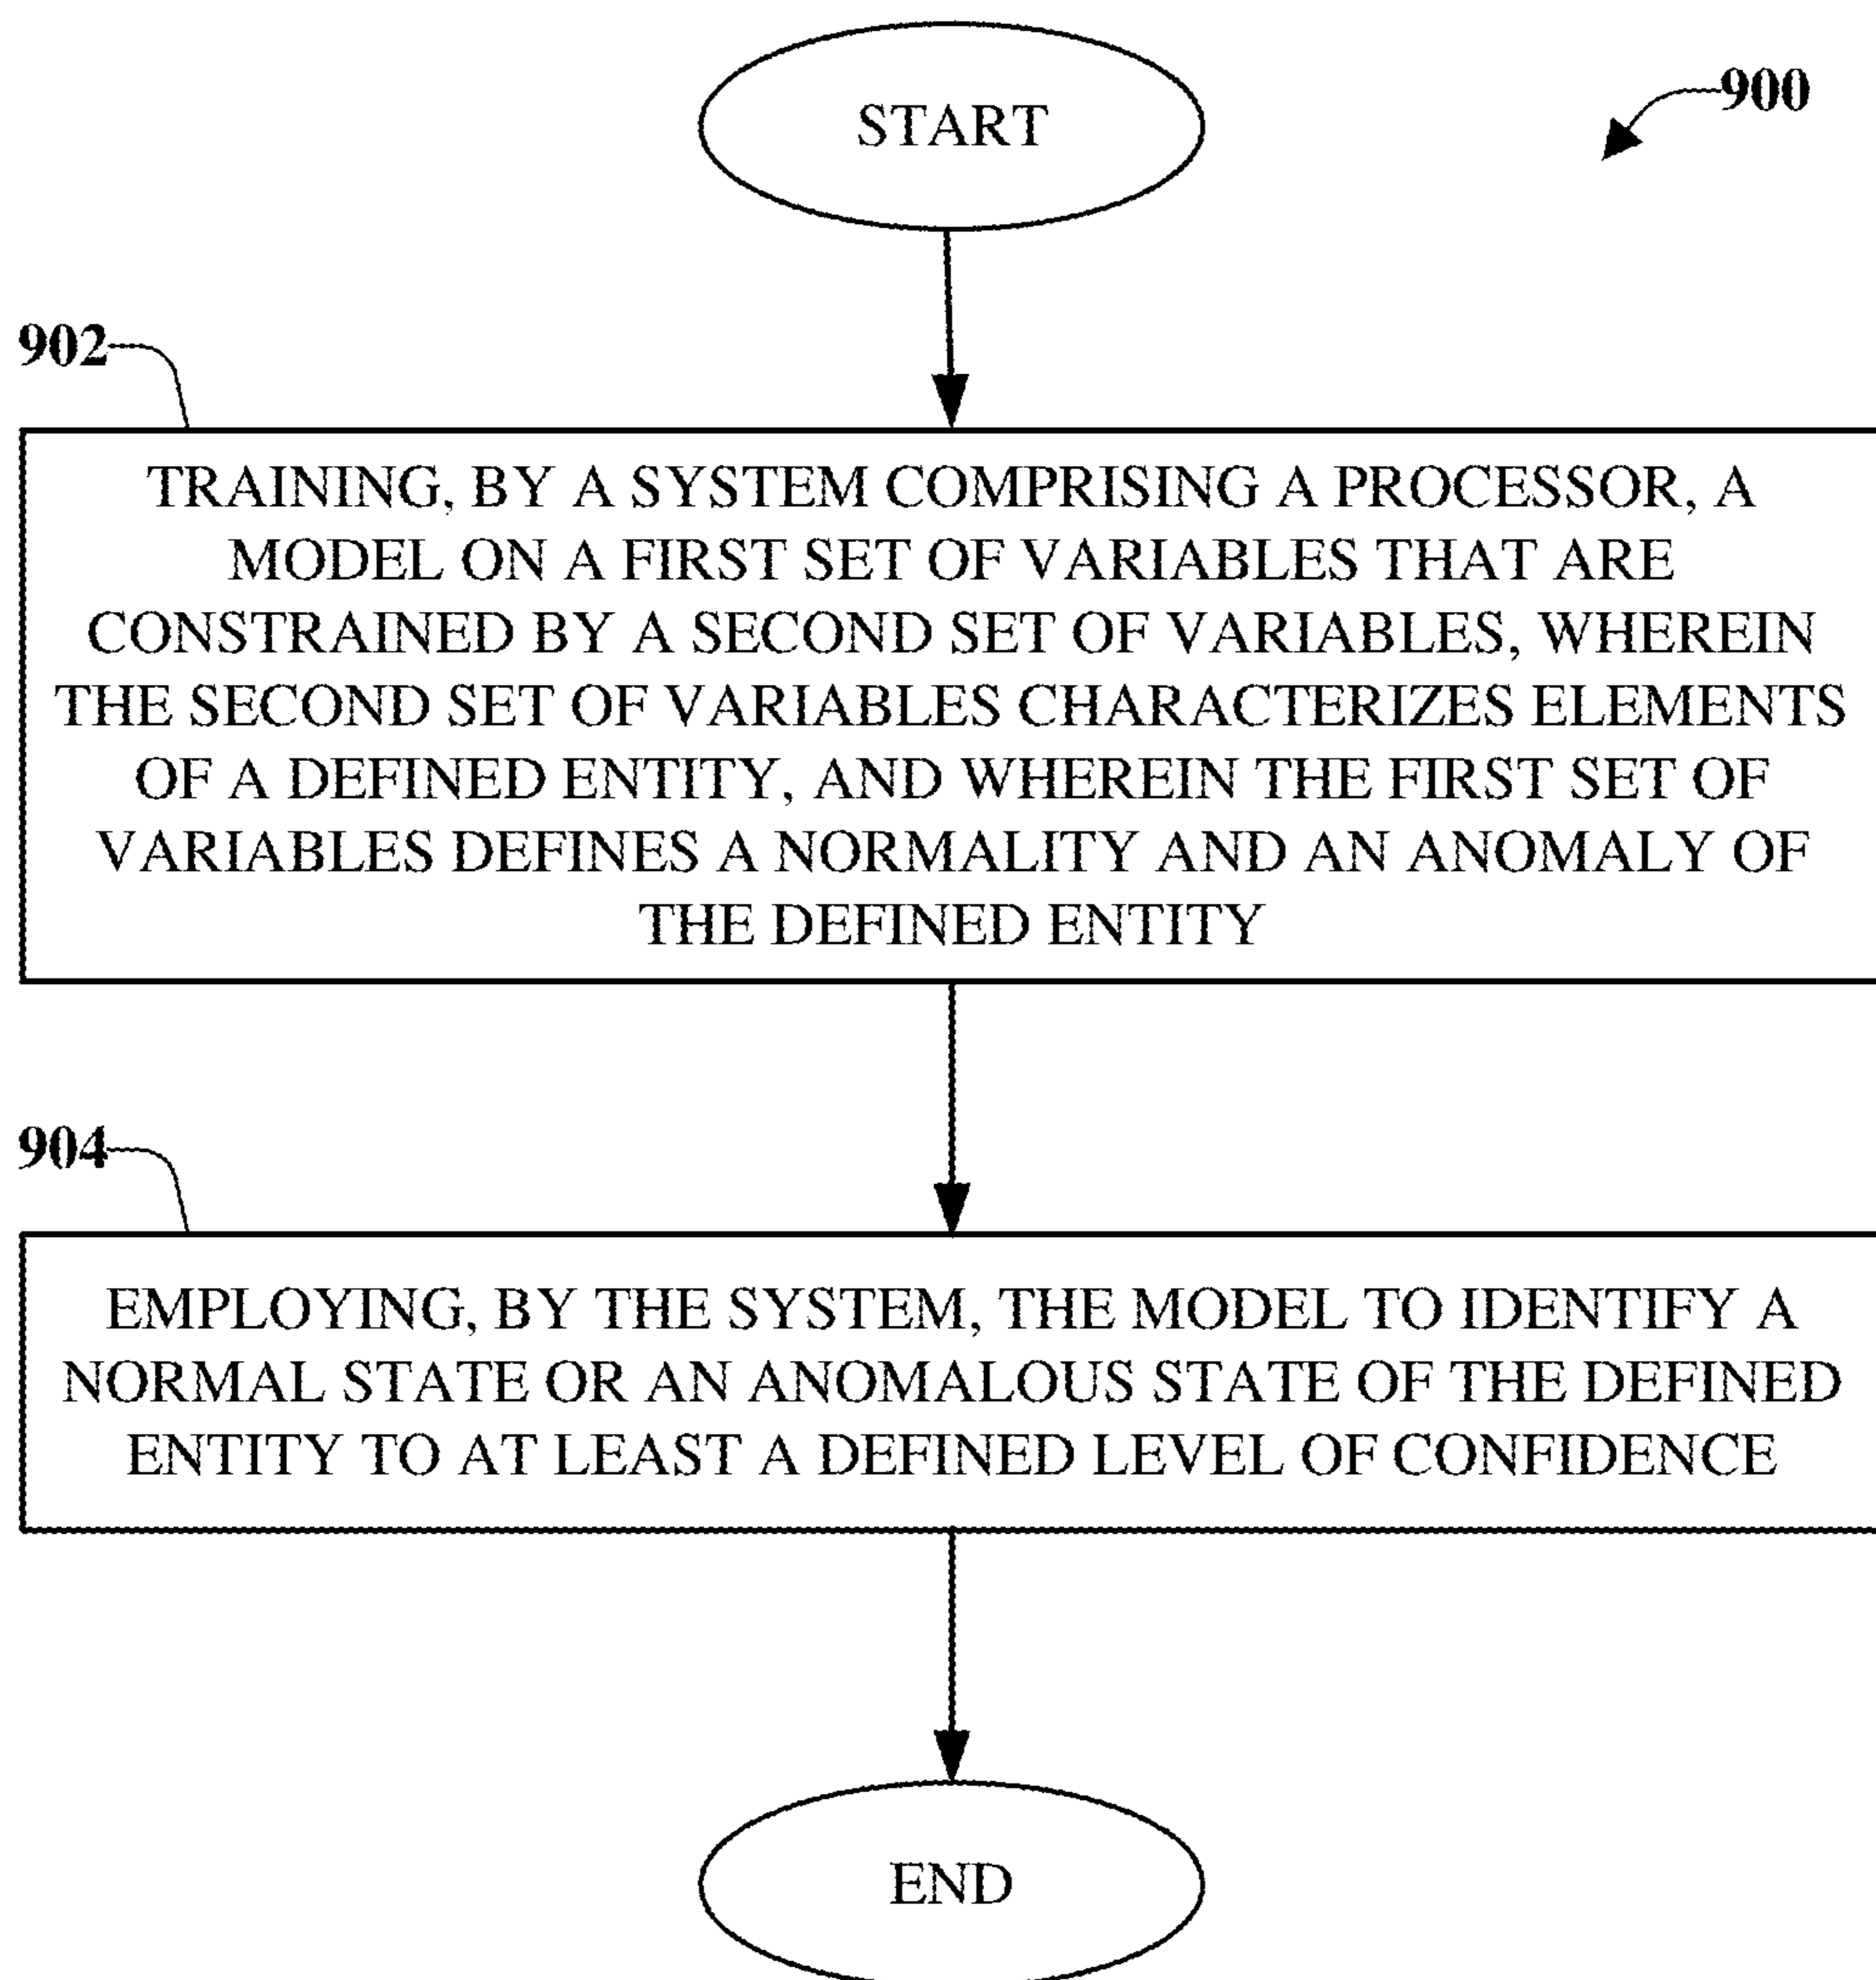 START
900
902
TRAINING, BY A SYSTEM COMPRISING A PROCESSOR, A
MODEL ON A FIRST SET OF VARIABLES THAT ARE
CONSTRAINED BY A SECOND SET OF VARIABLES, WHEREIN
THE SECOND SET OF VARIABLES CHARACTERIZES ELEMENTS
OF A DEFINED ENTITY, AND WHEREIN THE FIRST SET OF
VARIABLES DEFINES A NORMALITY AND AN ANOMALY OF
THE DEFINED ENTITY
904
EMPLOYING, BY THE SYSTEM, THE MODEL TO IDENTIFY A
NORMAL STATE OR AN ANOMALOUS STATE OF THE DEFINED
ENTITY TO AT LEAST A DEFINED LEVEL OF CONFIDENCE
END